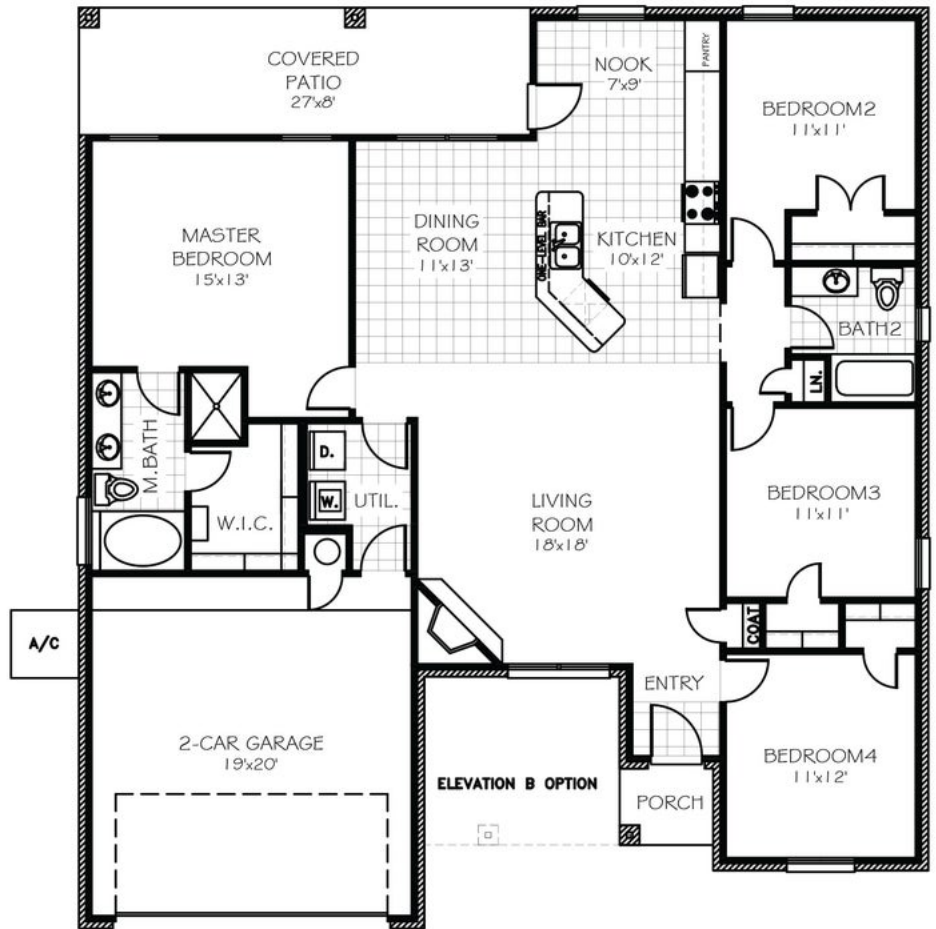 COVERED
PATIO
27'x8'
NOOK
7'x9'
PANTRY
BEDROOM2
11'x11'
MASTER
BEDROOM
15'x13'
DINING
ROOM
11'x13'
ONE-LEVEL BAR
KITCHEN
10'x12'
BATH2
LN.
M.BATH
D.
W.
UTIL.
W.I.C.
LIVING
ROOM
18'x18'
BEDROOM3
11'x11'
A/C
COAT
ENTRY
2-CAR GARAGE
19'x20'
ELEVATION B OPTION
PORCH
BEDROOM4
11'x12'